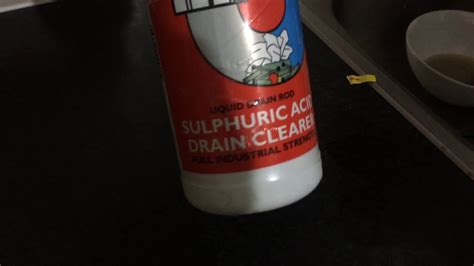 LIQUID DRAIN ROD
SULPHURIC ACID
DRAIN CLEARER
FULL INDUSTRIAL STRENGTH